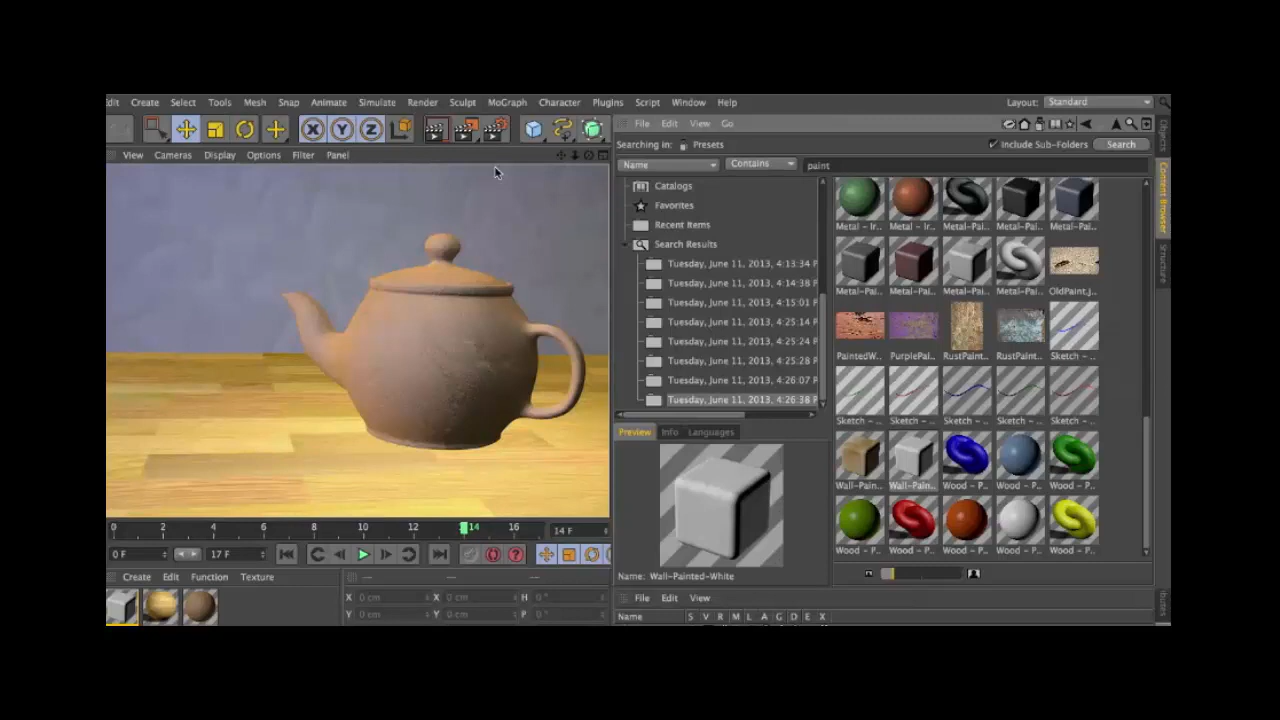 dit Create Select Tools Mesh Snap Animate Simulate Render Sculpt MoGraph Character Plugins Script Window Help Layout: Standard
X Y Z
File Edit View Go
Searching in: Presets Include Sub-Folders Search
View Cameras Display Options Filter Panel
Name Contains paint
Catalogs
Favorites
Recent Items
Search Results
Tuesday, June 11, 2013, 4:13:34 P
Tuesday, June 11, 2013, 4:14:38 P
Tuesday, June 11, 2013, 4:15:01 P
Tuesday, June 11, 2013, 4:25:14 P
Tuesday, June 11, 2013, 4:25:24 P
Tuesday, June 11, 2013, 4:25:28 P
Tuesday, June 11, 2013, 4:26:07 P
Tuesday, June 11, 2013, 4:26:38 P
Metal - Ir.. Metal - Ir.. Metal-Pai.. Metal-Pai.. Metal-Pai..
Metal-Pai.. Metal-Pai.. Metal-Pai.. Metal-Pai.. OldPaint.j..
PaintedW.. PurplePai.. RustPaint.. RustPaint.. Sketch - ..
Sketch - .. Sketch - .. Sketch - .. Sketch - .. Sketch - ..
Wall-Pain.. Wall-Pain.. Wood - P.. Wood - P.. Wood - P..
Wood - P.. Wood - P.. Wood - P.. Wood - P.. Wood - P..
Objects
Content Browser
Structure
Preview Info Languages
Name: Wall-Painted-White
0 2 4 6 8 10 12 14 16 14 F
0 F 17 F
Create Edit Function Texture
X 0 cm X 0 cm H 0 °
Y 0 cm Y 0 cm P 0 °
File Edit View
Name S V R M L A G D E X